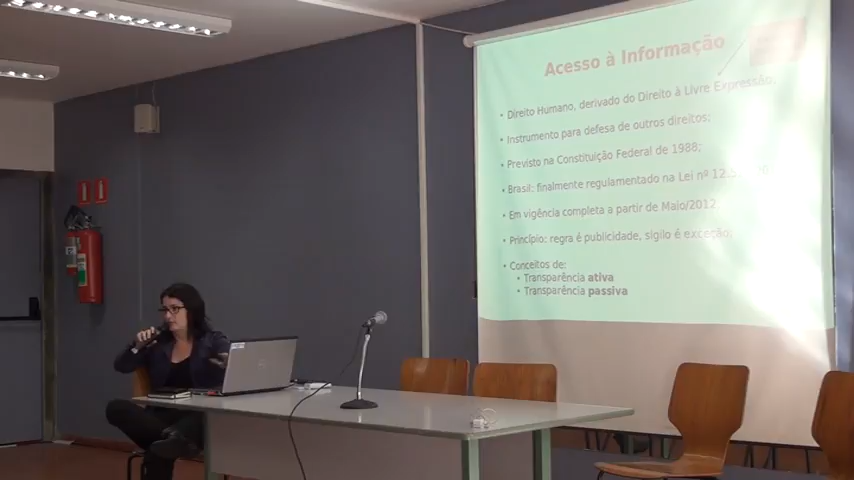 Acesso à Informação
• Direito Humano, derivado do Direito à Livre Expressão;
• Instrumento para defesa de outros direitos;
• Previsto na Constituição Federal de 1988;
• Brasil: finalmente regulamentado na Lei nº
• Em vigência completa a partir de Maio/2012
• Princípio: regra é publicidade, sigilo é exceção;
• Conceitos de:
• Transparência ativa
• Transparência passiva